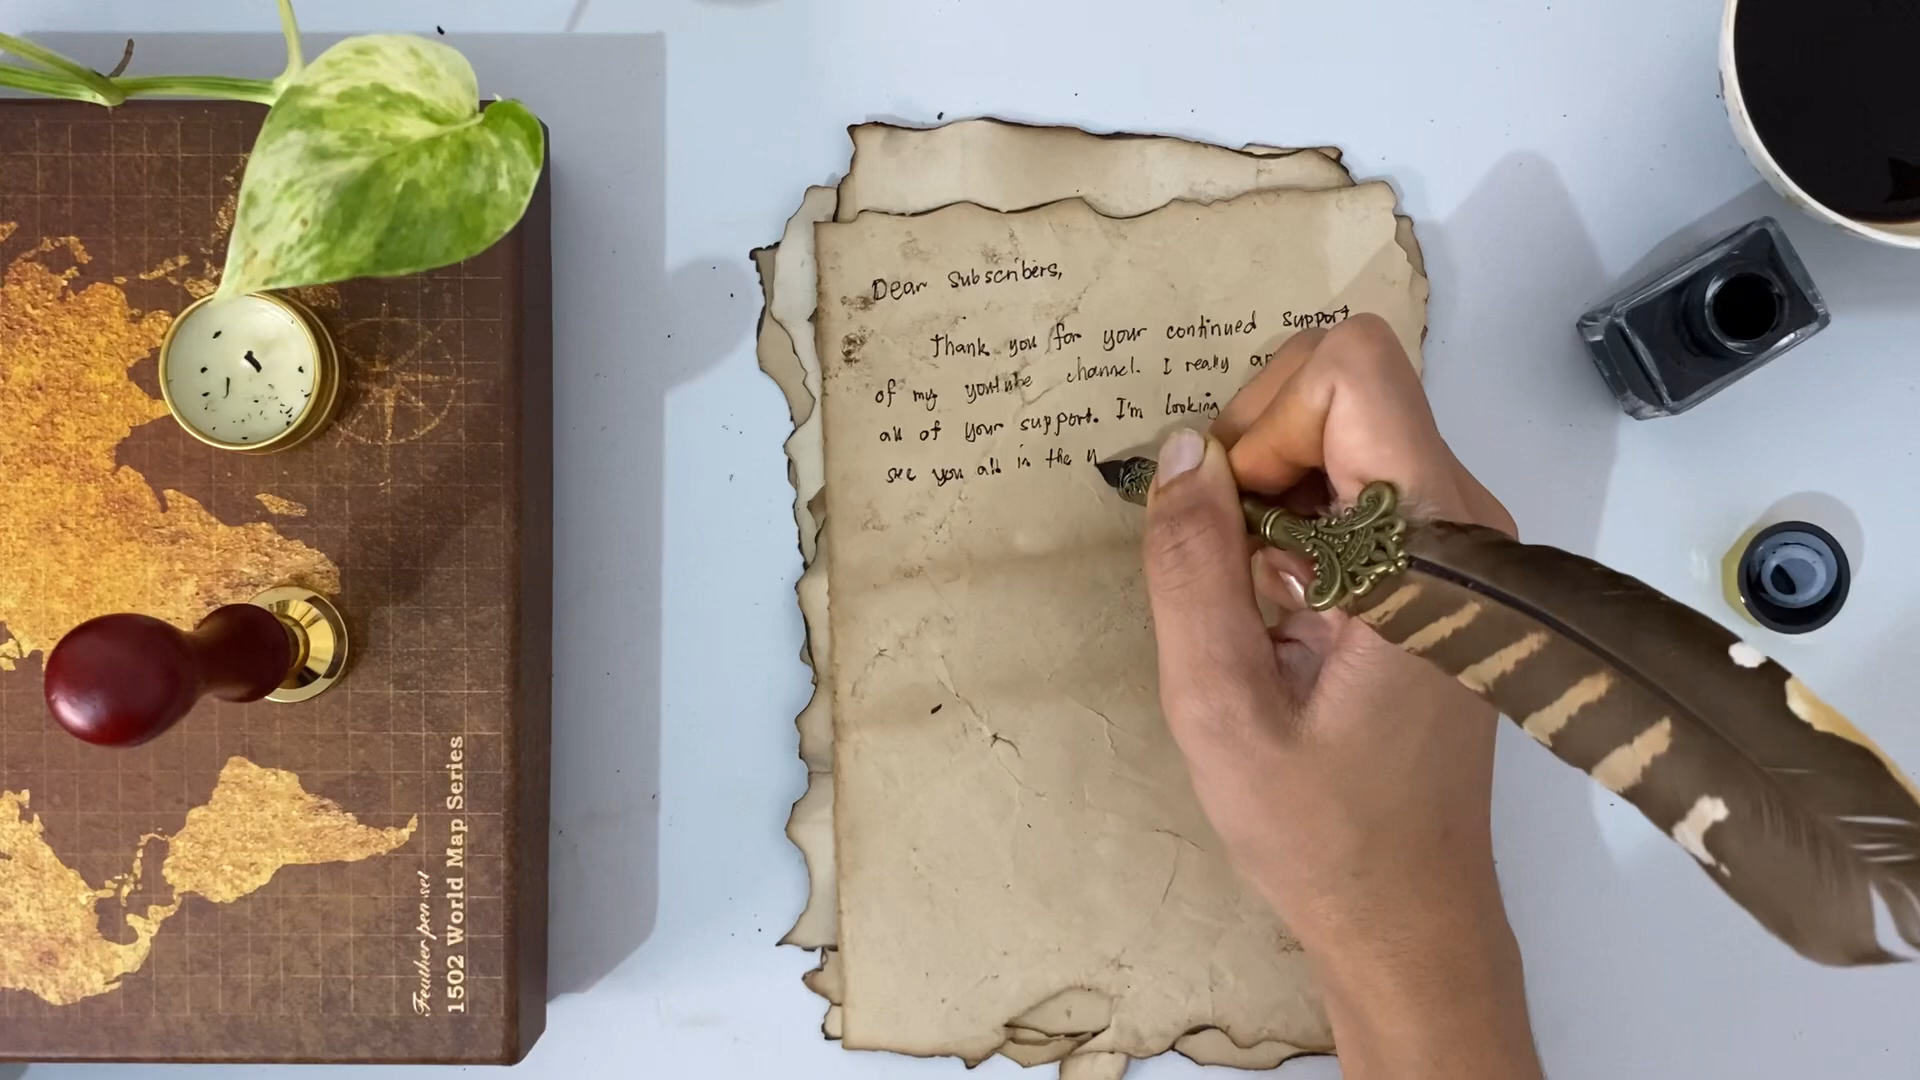 Dear Subscribers,
Thank you for your continued support
of my youtube channel. I really
all of your support. I'm looking
see you all in the
Feather pen set
1502 World Map Series